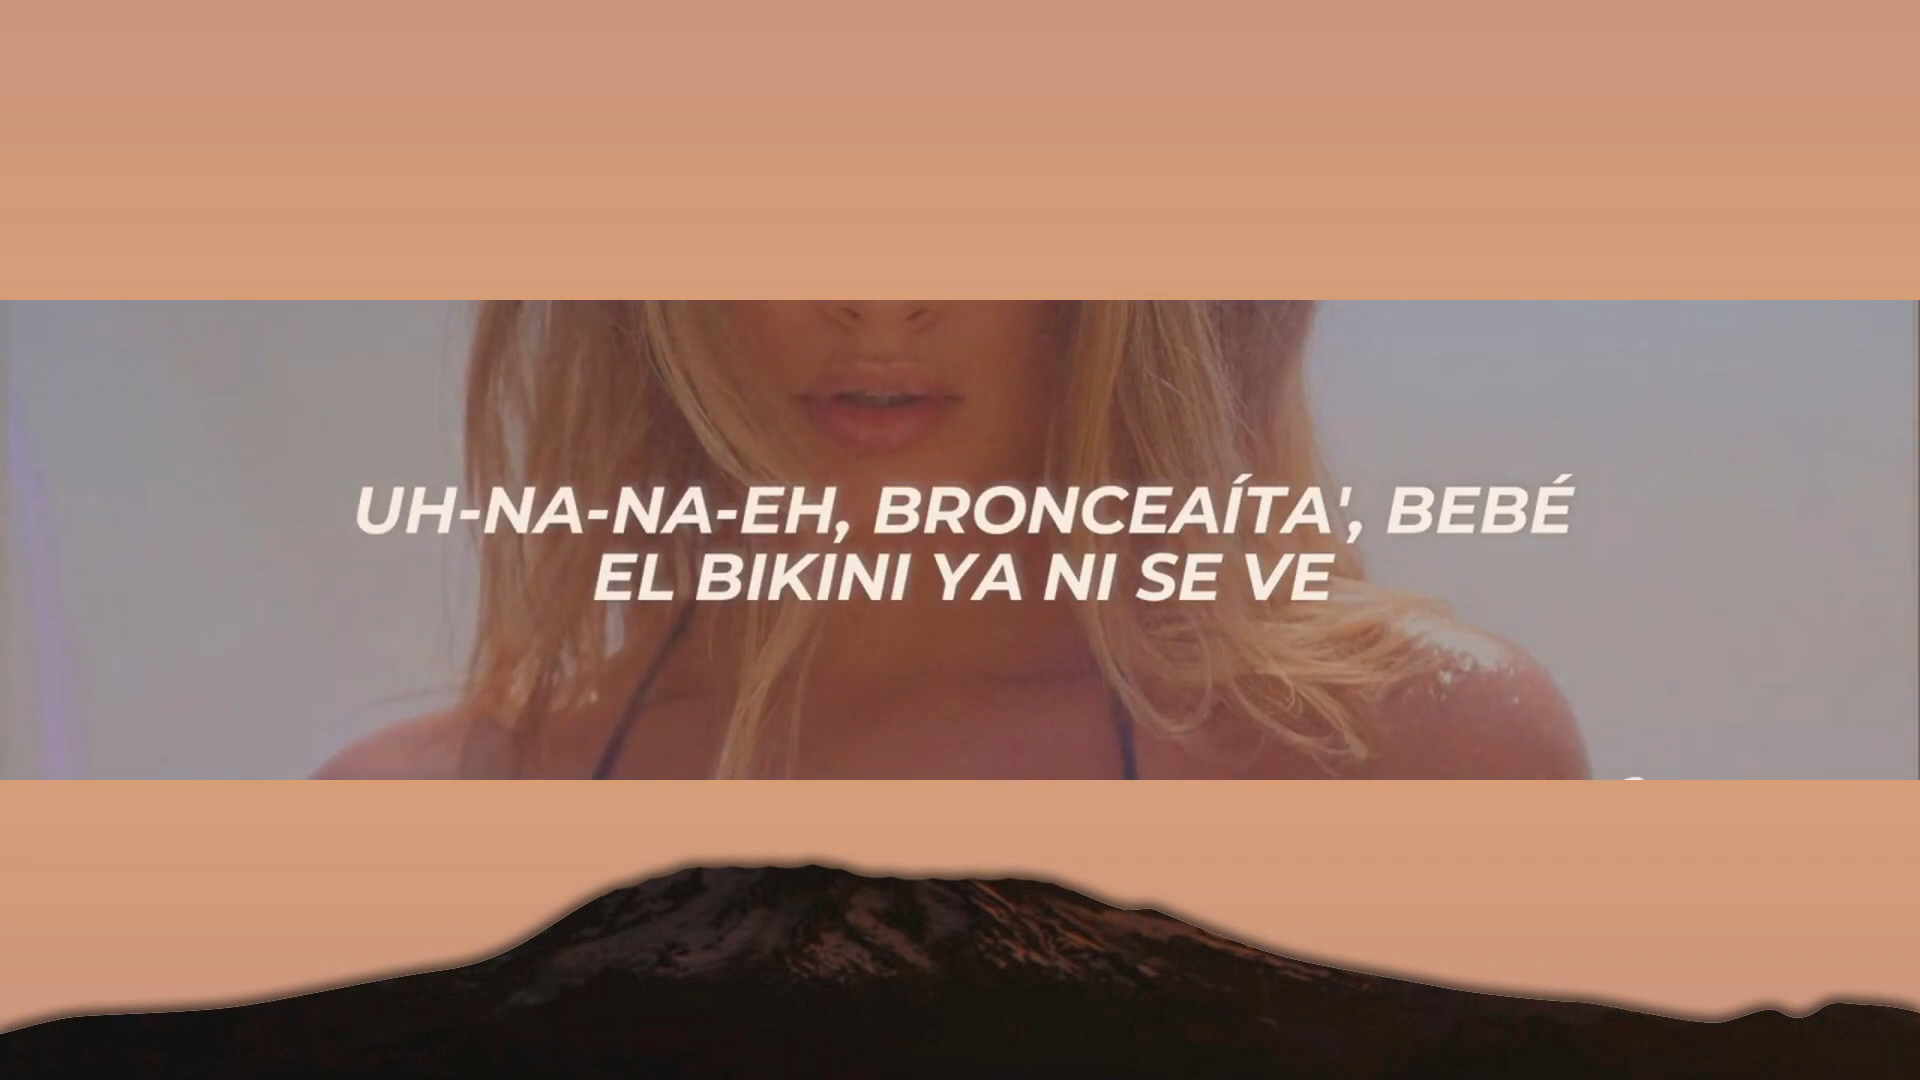 UH-NA-NA-EH, BRONCEAÍTA', BEBÉ
EL BIKINI YA NI SE VE